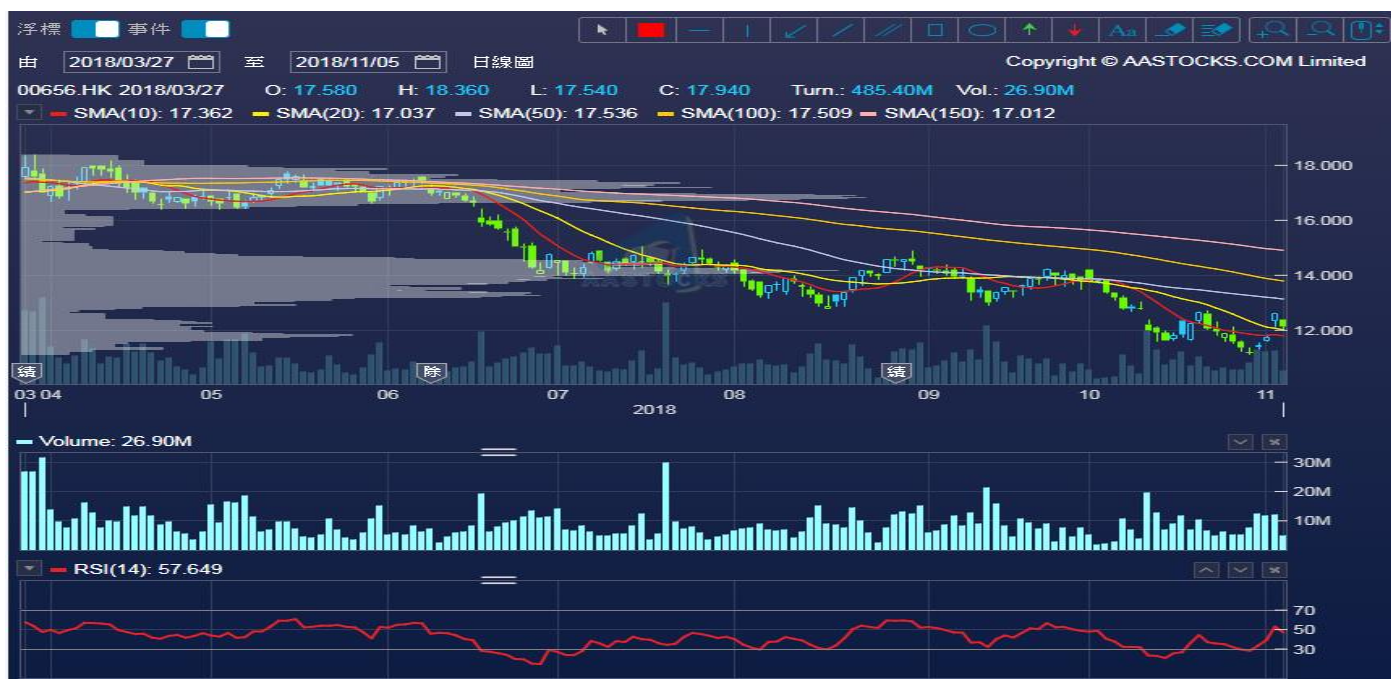 浮標 事件 Aa
由 2018/03/27 至 2018/11/05 日線圖 Copyright © AASTOCKS.COM Limited
00656.HK 2018/03/27 O: 17.580 H: 18.360 L: 17.540 C: 17.940 Turn.: 485.40M Vol.: 26.90M
SMA(10): 17.362 SMA(20): 17.037 SMA(50): 17.536 SMA(100): 17.509 SMA(150): 17.012
18.000
16.000
AASTOCKS
14.000
12.000
績 除 績
03 04 05 06 07 08 09 10 11
2018
Volume: 26.90M
30M
20M
10M
RSI(14): 57.649
70
50
30